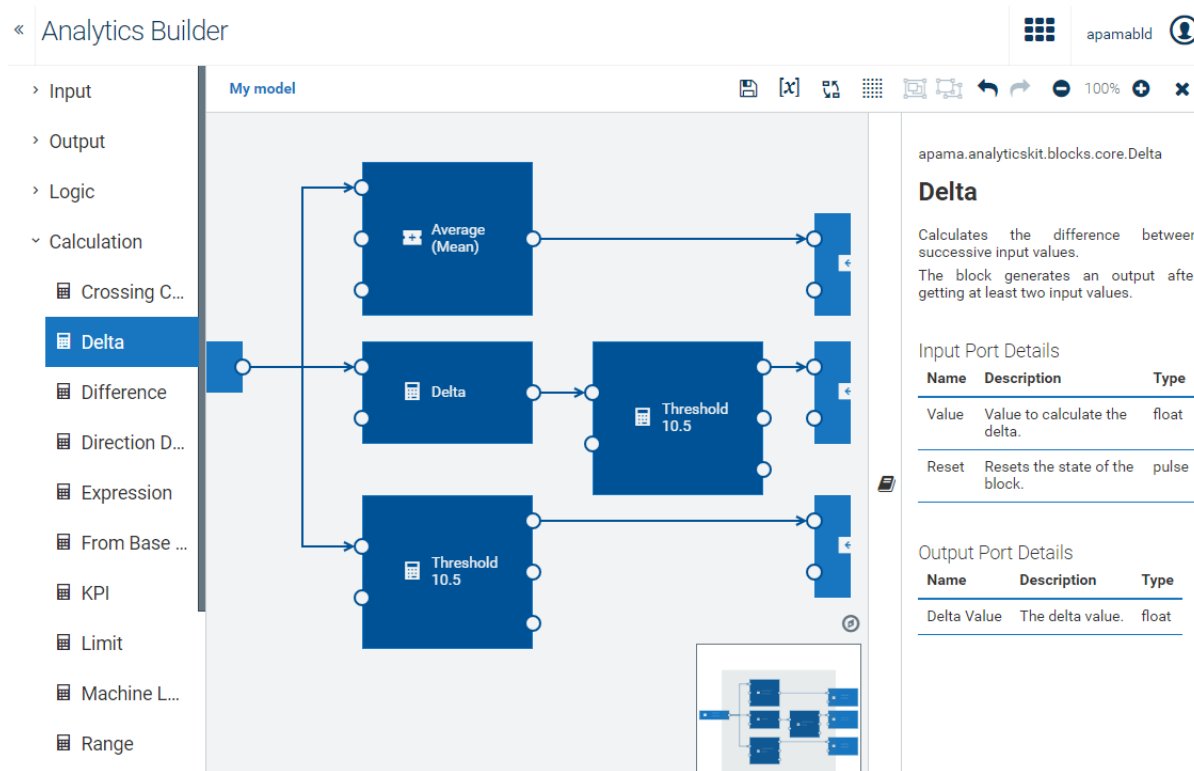 « Analytics Builder
apamabld
Input
Output
Logic
Calculation
Crossing C...
Delta
Difference
Direction D...
Expression
From Base ...
KPI
Limit
Machine L...
Range
My model
[x]
100%
Average
(Mean)
Delta
Threshold
10.5
Threshold
10.5
apama.analyticskit.blocks.core.Delta
Delta
Calculates the difference between
successive input values.
The block generates an output afte
getting at least two input values.
Input Port Details
Name Description Type
Value Value to calculate the float
delta.
Reset Resets the state of the pulse
block.
Output Port Details
Name Description Type
Delta Value The delta value. float